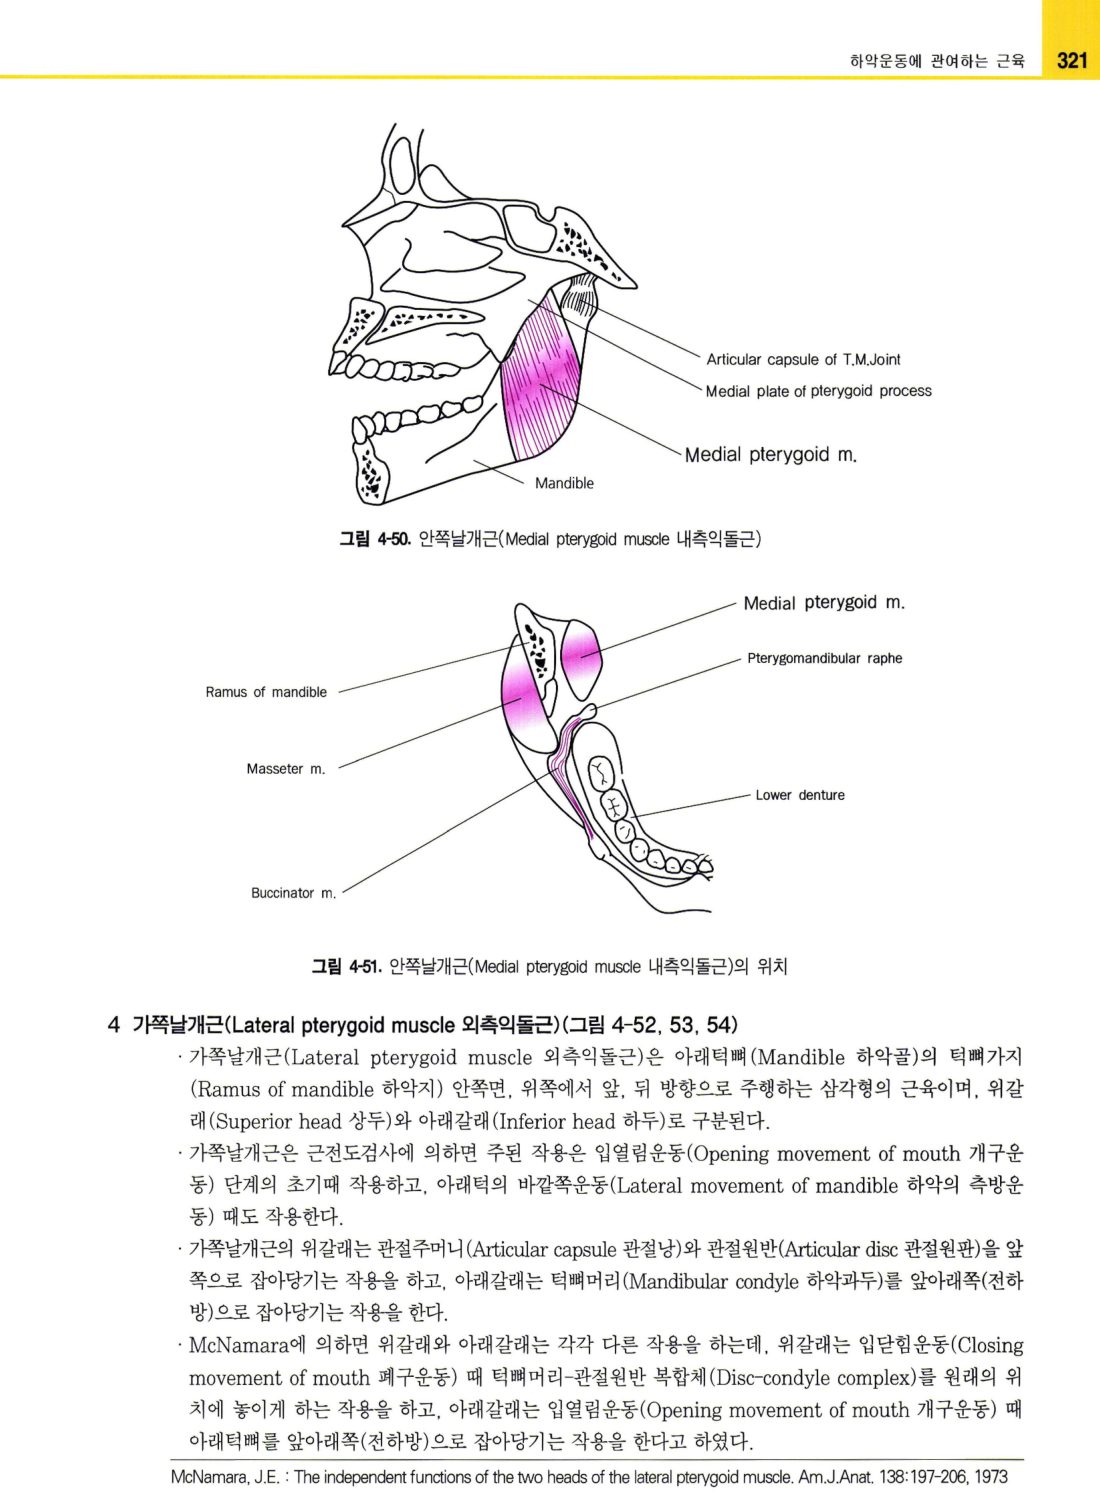 하악운동에 관여하는 근육 321
Articular capsule of T.M.Joint
Medial plate of pterygoid process
Medial pterygoid m.
Mandible
그림 4-50. 안쪽날개근(Medial pterygoid muscle 내측익돌근)
Medial pterygoid m.
Pterygomandibular raphe
Ramus of mandible
Masseter m.
Lower denture
Buccinator m.
그림 4-51. 안쪽날개근(Medial pterygoid muscle 내측익돌근)의 위치
4 가쪽날개근(Lateral pterygoid muscle 외측익돌근)(그림 4-52, 53, 54)
· 가쪽날개근(Lateral pterygoid muscle 외측익돌근)은 아래턱뼈(Mandible 하악골)의 턱뼈가지
(Ramus of mandible 하악지) 안쪽면, 위쪽에서 앞, 뒤 방향으로 주행하는 삼각형의 근육이며, 위갈
래(Superior head 상두)와 아래갈래(Inferior head 하두)로 구분된다.
· 가쪽날개근은 근전도검사에 의하면 주된 작용은 입열림운동(Opening movement of mouth 개구운
동) 단계의 초기때 작용하고, 아래턱의 바깥쪽운동(Lateral movement of mandible 하악의 측방운
동) 때도 작용한다.
· 가쪽날개근의 위갈래는 관절주머니(Articular capsule 관절낭)와 관절원반(Articular disc 관절원판)을 앞
쪽으로 잡아당기는 작용을 하고, 아래갈래는 턱뼈머리(Mandibular condyle 하악과두)를 앞아래쪽(전하
방)으로 잡아당기는 작용을 한다.
· McNamara에 의하면 위갈래와 아래갈래는 각각 다른 작용을 하는데, 위갈래는 입닫힘운동(Closing
movement of mouth 폐구운동) 때 턱뼈머리-관절원반 복합체(Disc-condyle complex)를 원래의 위
치에 놓이게 하는 작용을 하고, 아래갈래는 입열림운동(Opening movement of mouth 개구운동) 때
아래턱뼈를 앞아래쪽(전하방)으로 잡아당기는 작용을 한다고 하였다.
McNamara, J.E. : The independent functions of the two heads of the lateral pterygoid muscle. Am.J.Anat. 138:197-206, 1973